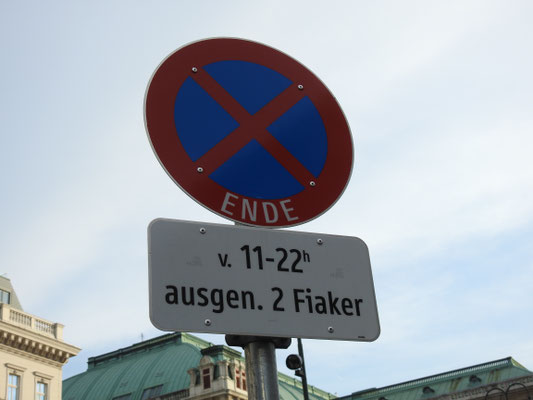 ENDE
v. 11-22h
ausgen. 2 Fiaker